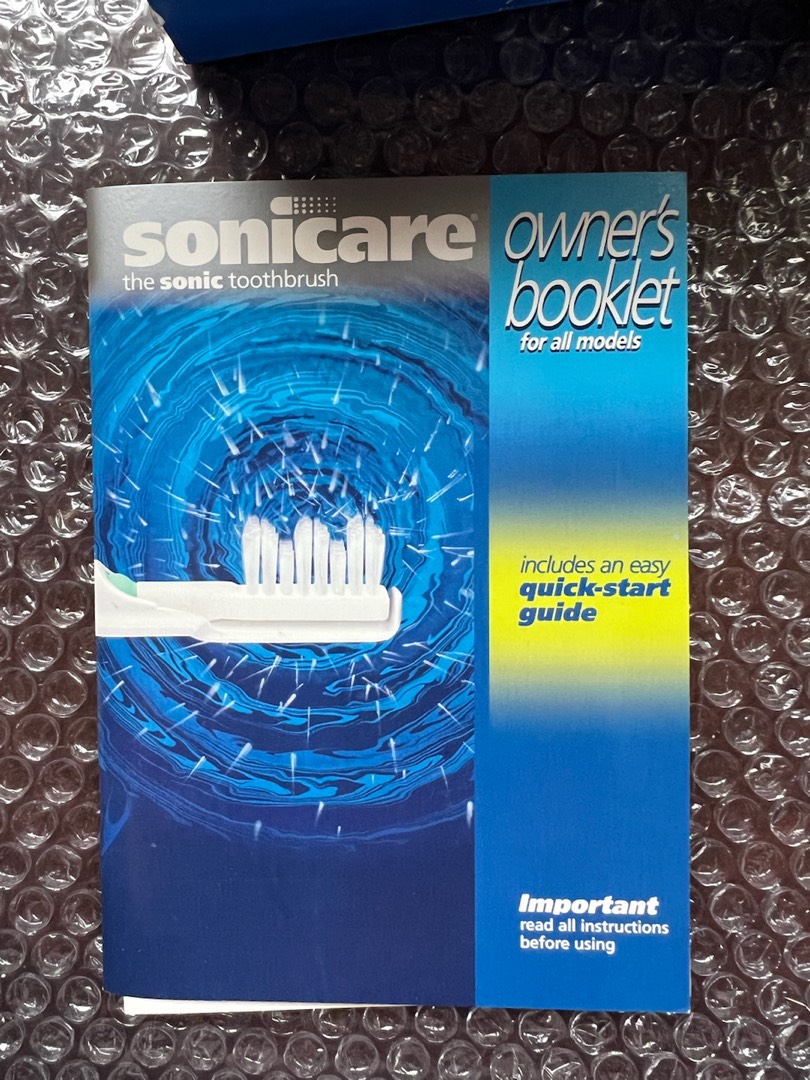 sonicare®
the sonic toothbrush
owner's
booklet
for all models
includes an easy
quick-start
guide
Important
read all instructions
before using